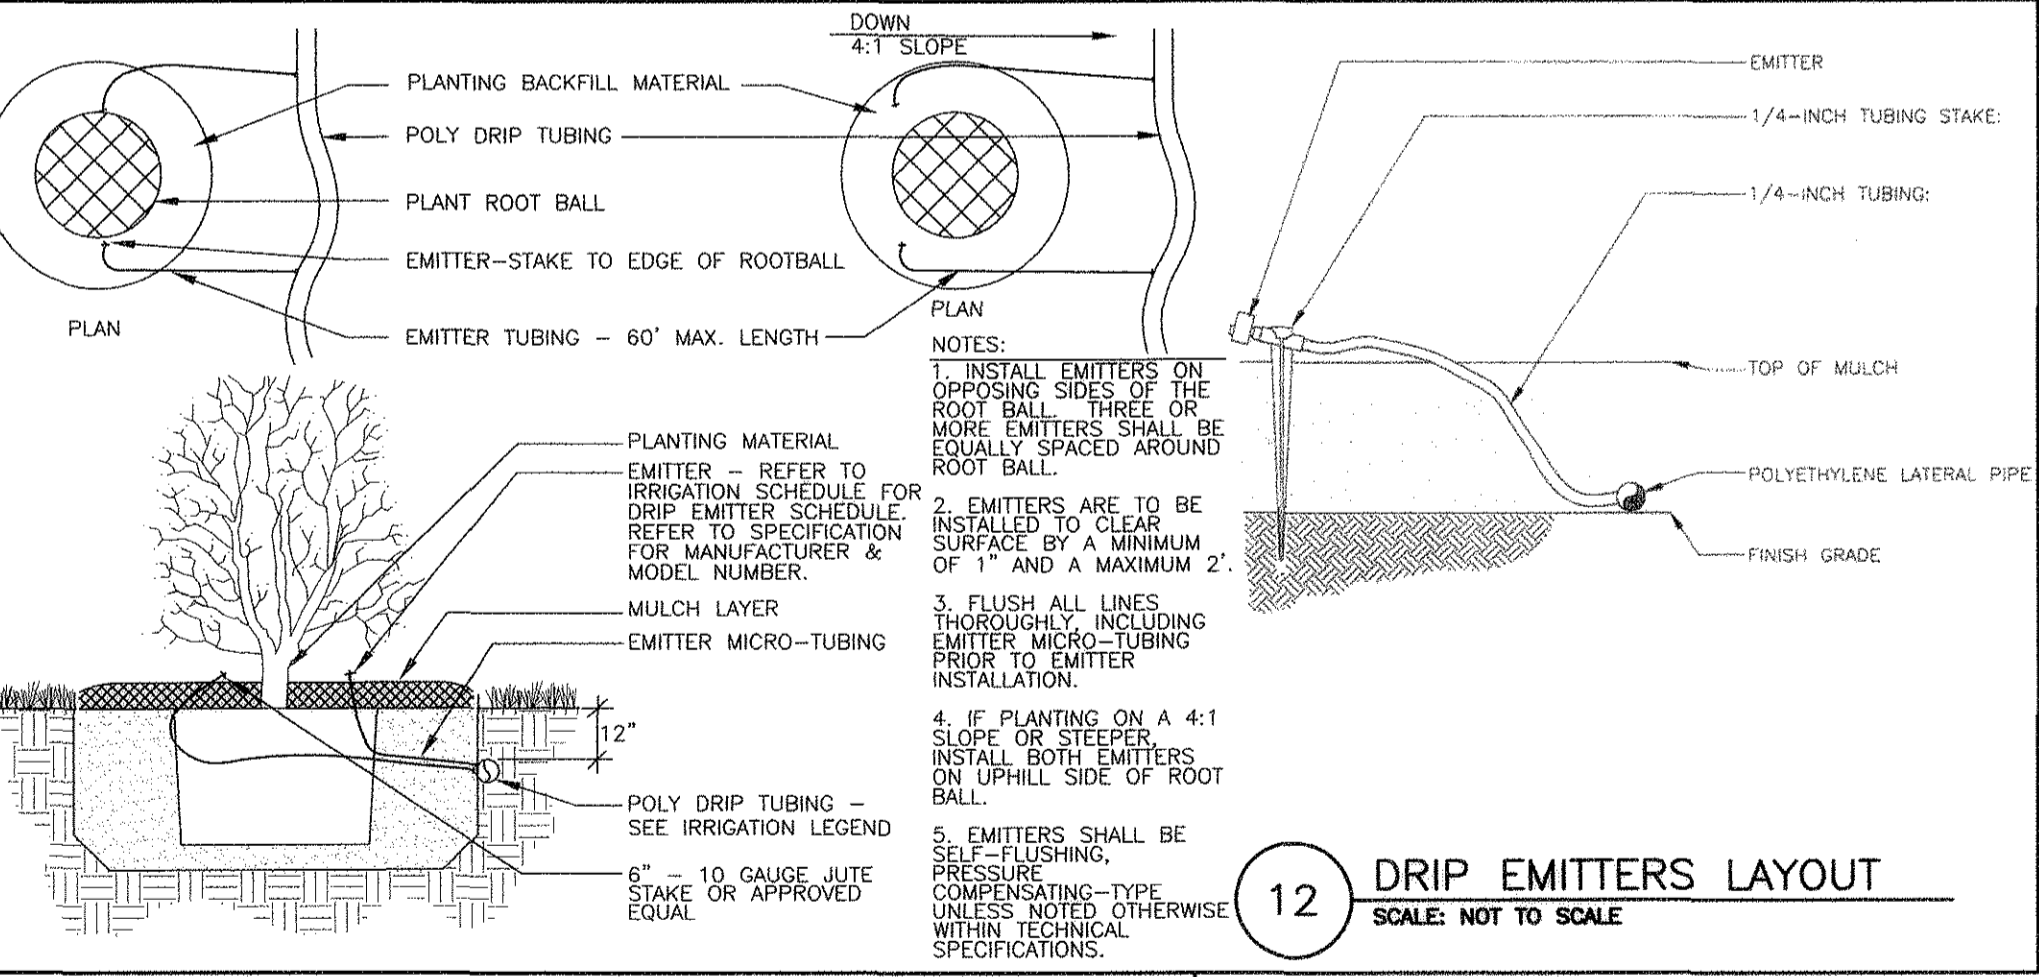 DOWN
4:1 SLOPE
PLANTING BACKFILL MATERIAL
POLY DRIP TUBING
PLANT ROOT BALL
EMITTER-STAKE TO EDGE OF ROOTBALL
EMITTER TUBING - 60' MAX. LENGTH
PLAN
PLAN
PLANTING MATERIAL
EMITTER - REFER TO
IRRIGATION SCHEDULE FOR
DRIP EMITTER SCHEDULE.
REFER TO SPECIFICATION
FOR MANUFACTURER &
MODEL NUMBER.
MULCH LAYER
EMITTER MICRO-TUBING
12"
POLY DRIP TUBING -
SEE IRRIGATION LEGEND
6" - 10 GAUGE JUTE
STAKE OR APPROVED
EQUAL
NOTES:
1. INSTALL EMITTERS ON
OPPOSING SIDES OF THE
ROOT BALL. THREE OR
MORE EMITTERS SHALL BE
EQUALLY SPACED AROUND
ROOT BALL.
2. EMITTERS ARE TO BE
INSTALLED TO CLEAR
SURFACE BY A MINIMUM
OF 1" AND A MAXIMUM 2'.
3. FLUSH ALL LINES
THOROUGHLY, INCLUDING
EMITTER MICRO-TUBING
PRIOR TO EMITTER
INSTALLATION.
4. IF PLANTING ON A 4:1
SLOPE OR STEEPER,
INSTALL BOTH EMITTERS
ON UPHILL SIDE OF ROOT
BALL.
5. EMITTERS SHALL BE
SELF-FLUSHING,
PRESSURE
COMPENSATING-TYPE
UNLESS NOTED OTHERWISE
WITHIN TECHNICAL
SPECIFICATIONS.
EMITTER
1/4-INCH TUBING STAKE:
1/4-INCH TUBING:
TOP OF MULCH
POLYETHYLENE LATERAL PIPE
FINISH GRADE
12
DRIP EMITTERS LAYOUT
SCALE: NOT TO SCALE